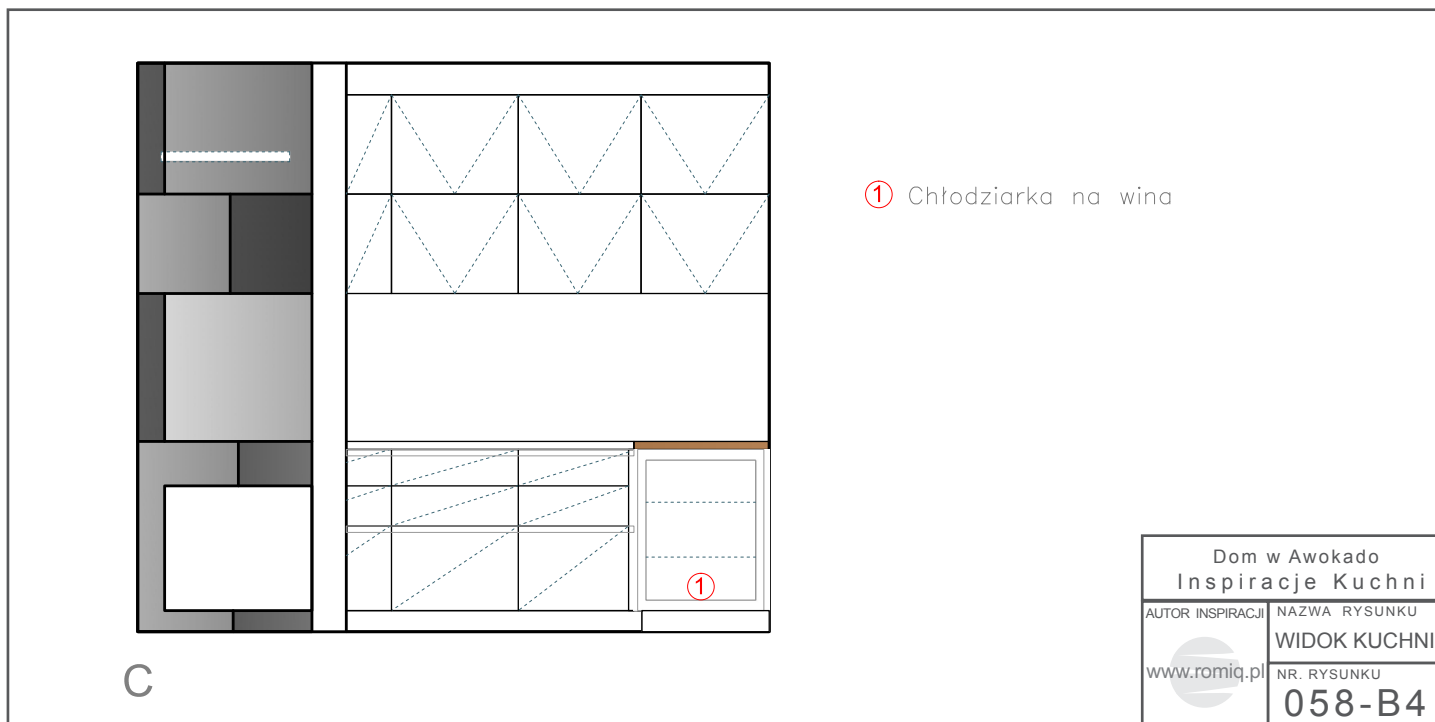 ① Chłodziarka na wina
①
C
Dom w Awokado
Inspiracje Kuchni
AUTOR INSPIRACJI
www.romiq.pl
NAZWA RYSUNKU
WIDOK KUCHNI
NR. RYSUNKU
058-B4